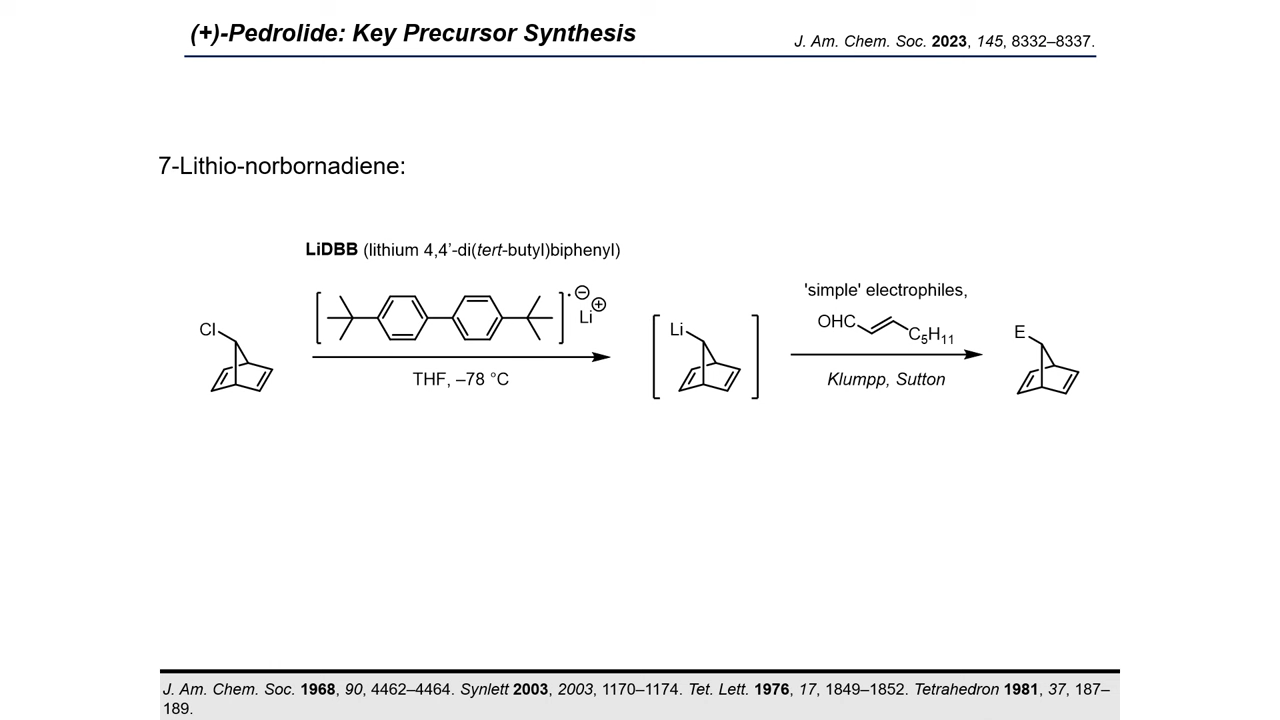 (+)-Pedrolide: Key Precursor Synthesis
J. Am. Chem. Soc. 2023, 145, 8332–8337.
7-Lithio-norbornadiene:
LiDBB (lithium 4,4'-di(tert-butyl)biphenyl)
'simple' electrophiles,
Li
Cl
Li
OHC
C5H11
E
THF, –78 °C
Klumpp, Sutton
J. Am. Chem. Soc. 1968, 90, 4462–4464. Synlett 2003, 2003, 1170–1174. Tet. Lett. 1976, 17, 1849–1852. Tetrahedron 1981, 37, 187–
189.